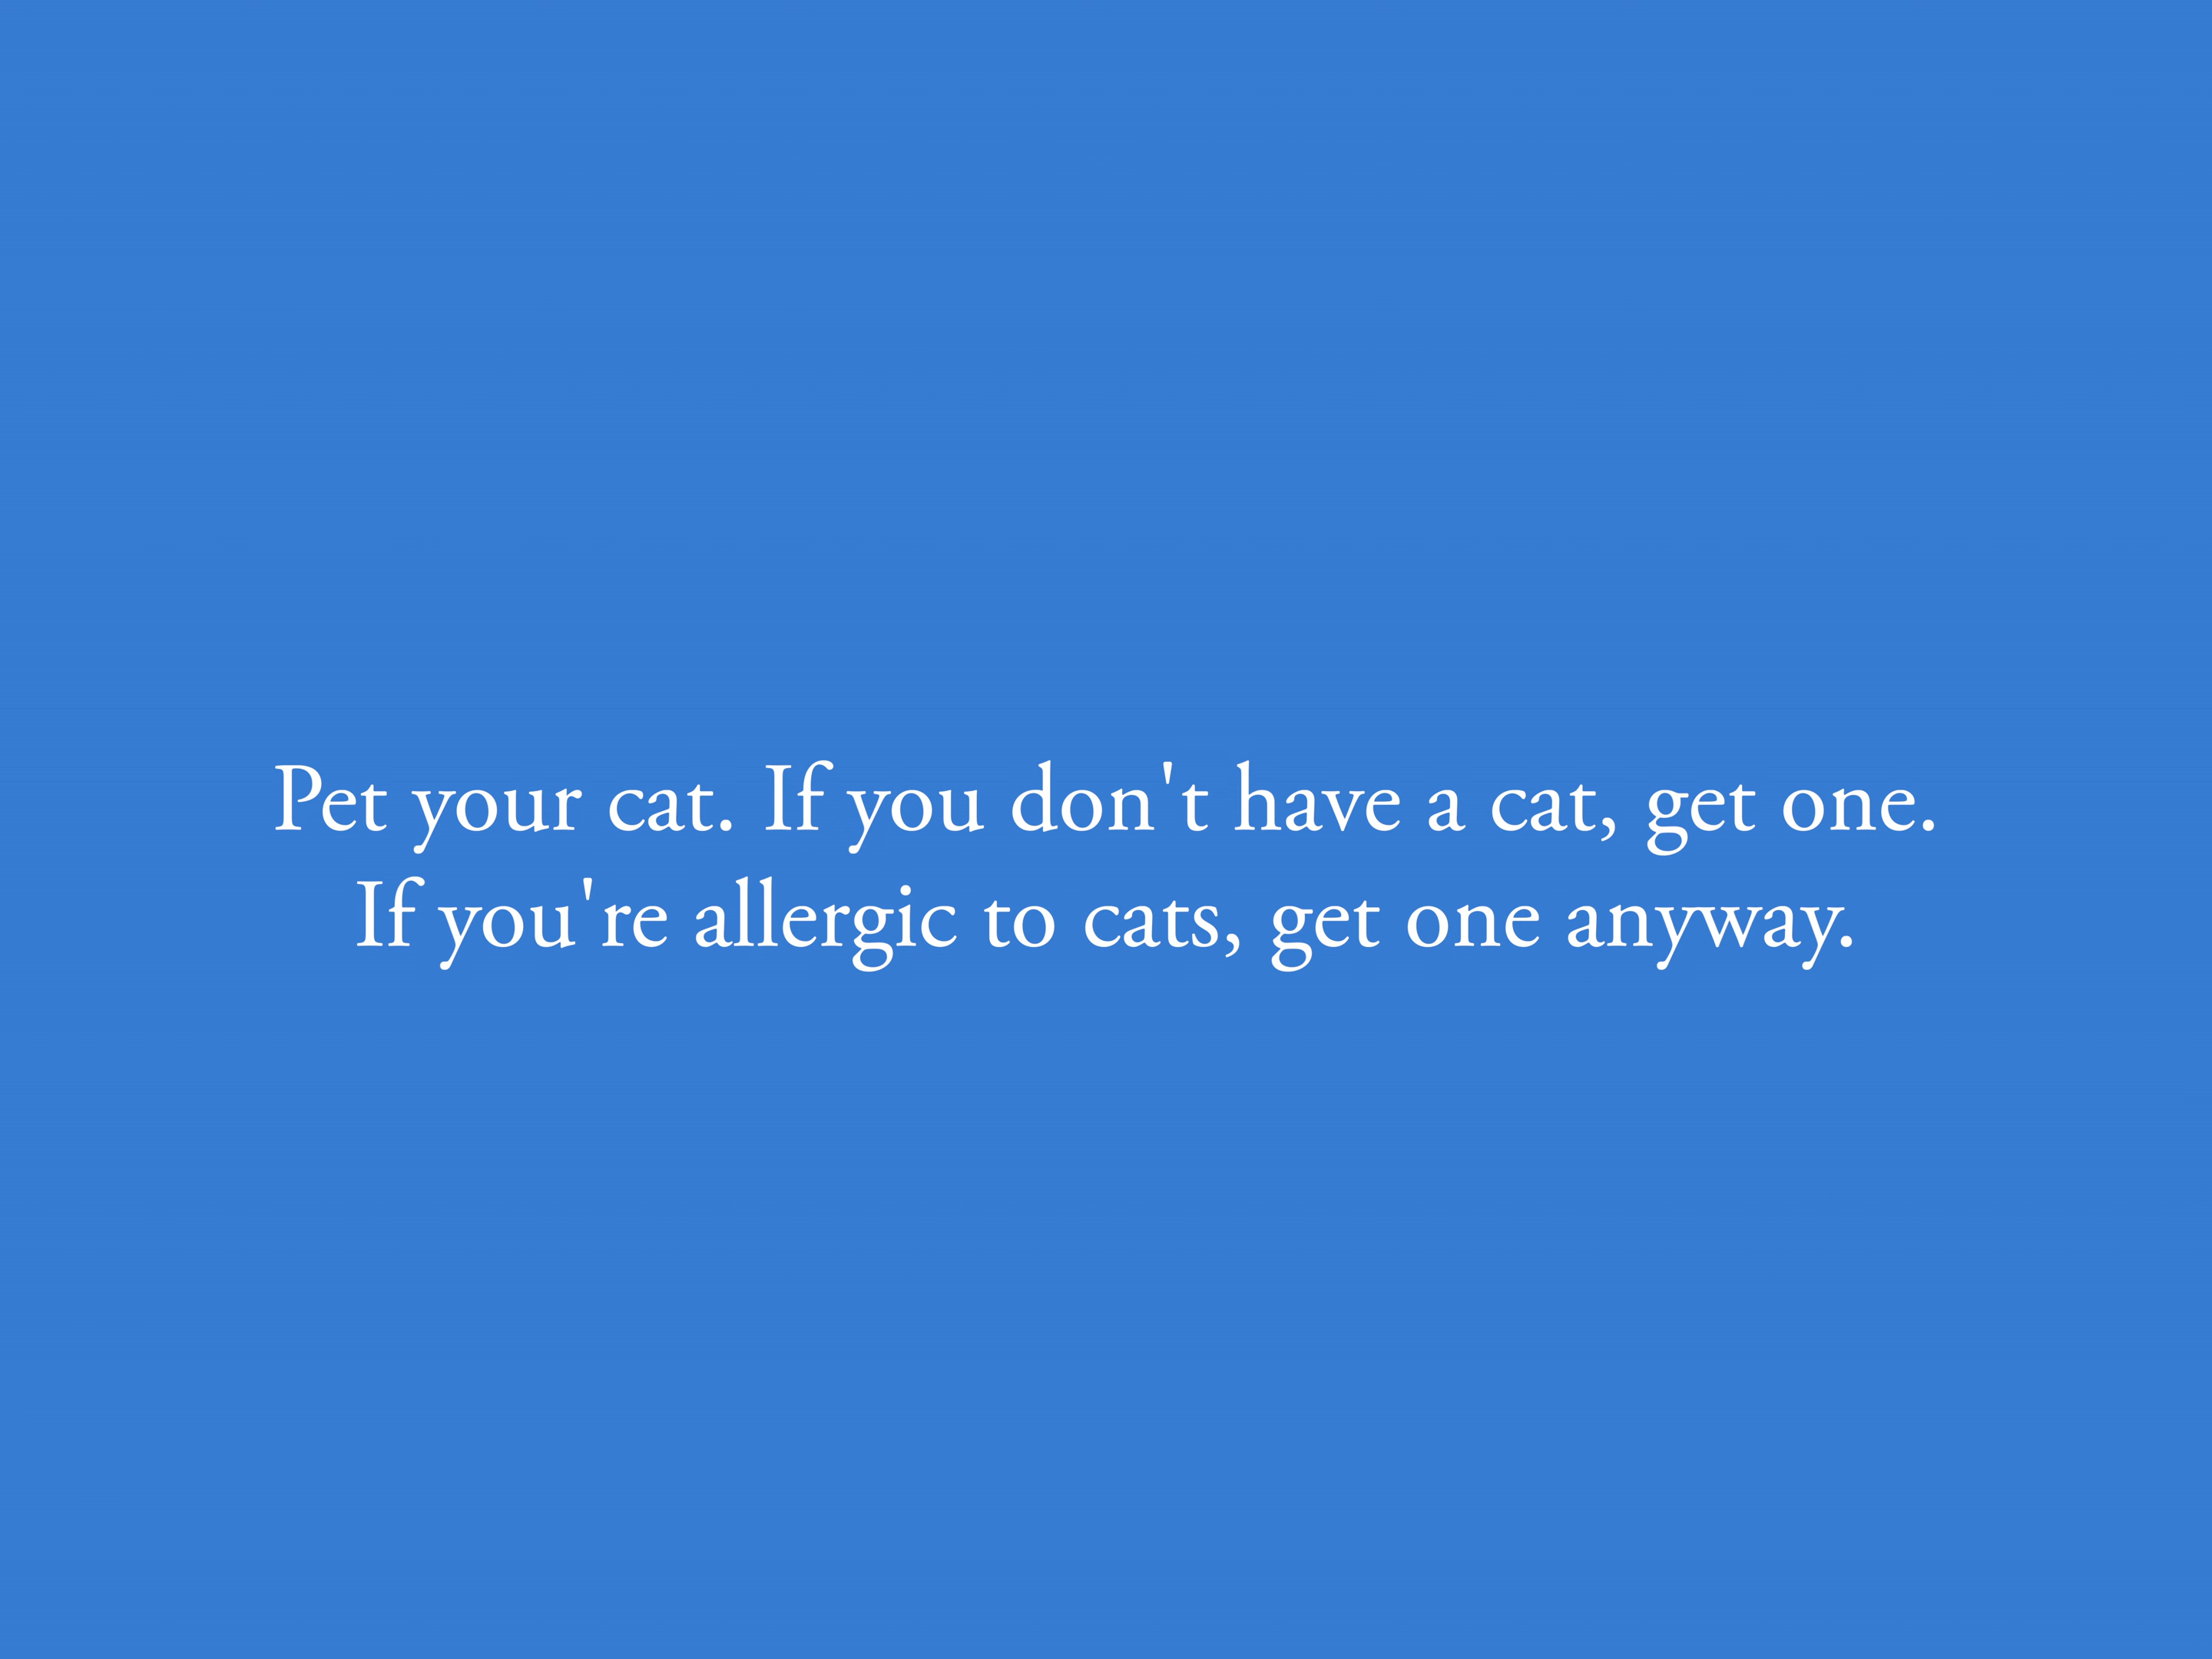 Pet your cat. If you don't have a cat, get one.
If you're allergic to cats, get one anyway.